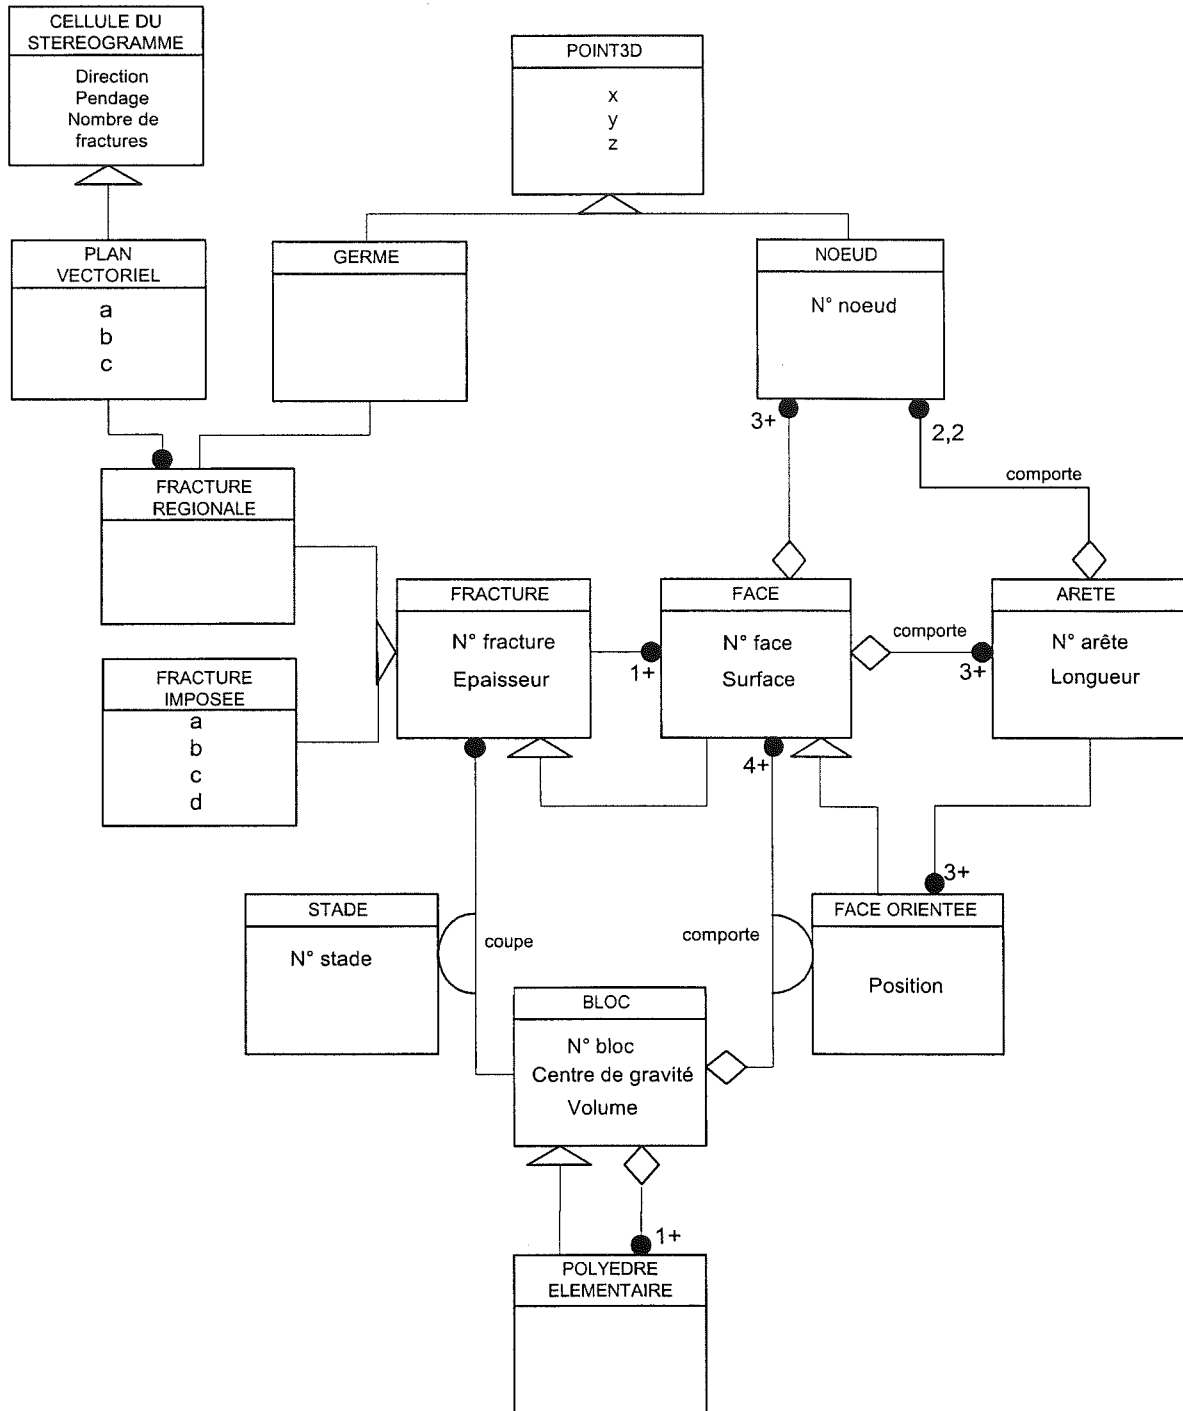 CELLULE DU
STEREOGRAMME
Direction
Pendage
Nombre de
fractures
POINT3D
x
y
z
PLAN
VECTORIEL
a
b
c
GERME
NOEUD
N° noeud
3+
2,2
comporte
FRACTURE
REGIONALE
FRACTURE
IMPOSEE
a
b
c
d
FRACTURE
N° fracture
Epaisseur
1+
FACE
N° face
Surface
comporte
3+
ARETE
N° arête
Longueur
4+
3+
STADE
N° stade
coupe
comporte
FACE ORIENTEE
Position
BLOC
N° bloc
Centre de gravité
Volume
1+
POLYEDRE
ELEMENTAIRE